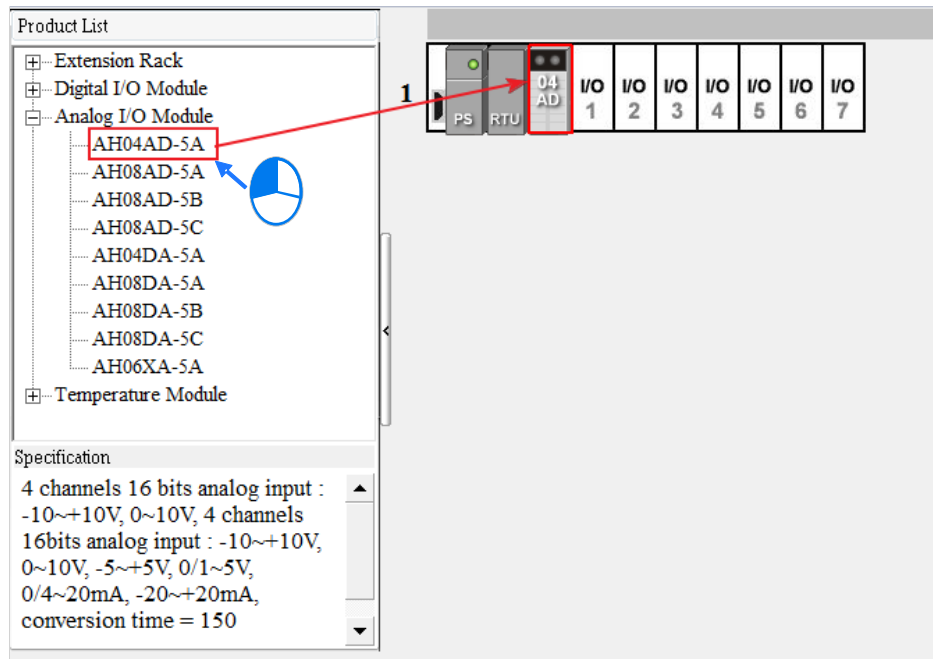 Product List
Extension Rack
Digital I/O Module
Analog I/O Module
AH04AD-5A
AH08AD-5A
AH08AD-5B
AH08AD-5C
AH04DA-5A
AH08DA-5A
AH08DA-5B
AH08DA-5C
AH06XA-5A
Temperature Module
Specification
4 channels 16 bits analog input :
-10~+10V, 0~10V, 4 channels
16bits analog input : -10~+10V,
0~10V, -5~+5V, 0/1~5V,
0/4~20mA, -20~+20mA,
conversion time = 150
1
PS
RTU
04
AD
I/O
1
I/O
2
I/O
3
I/O
4
I/O
5
I/O
6
I/O
7